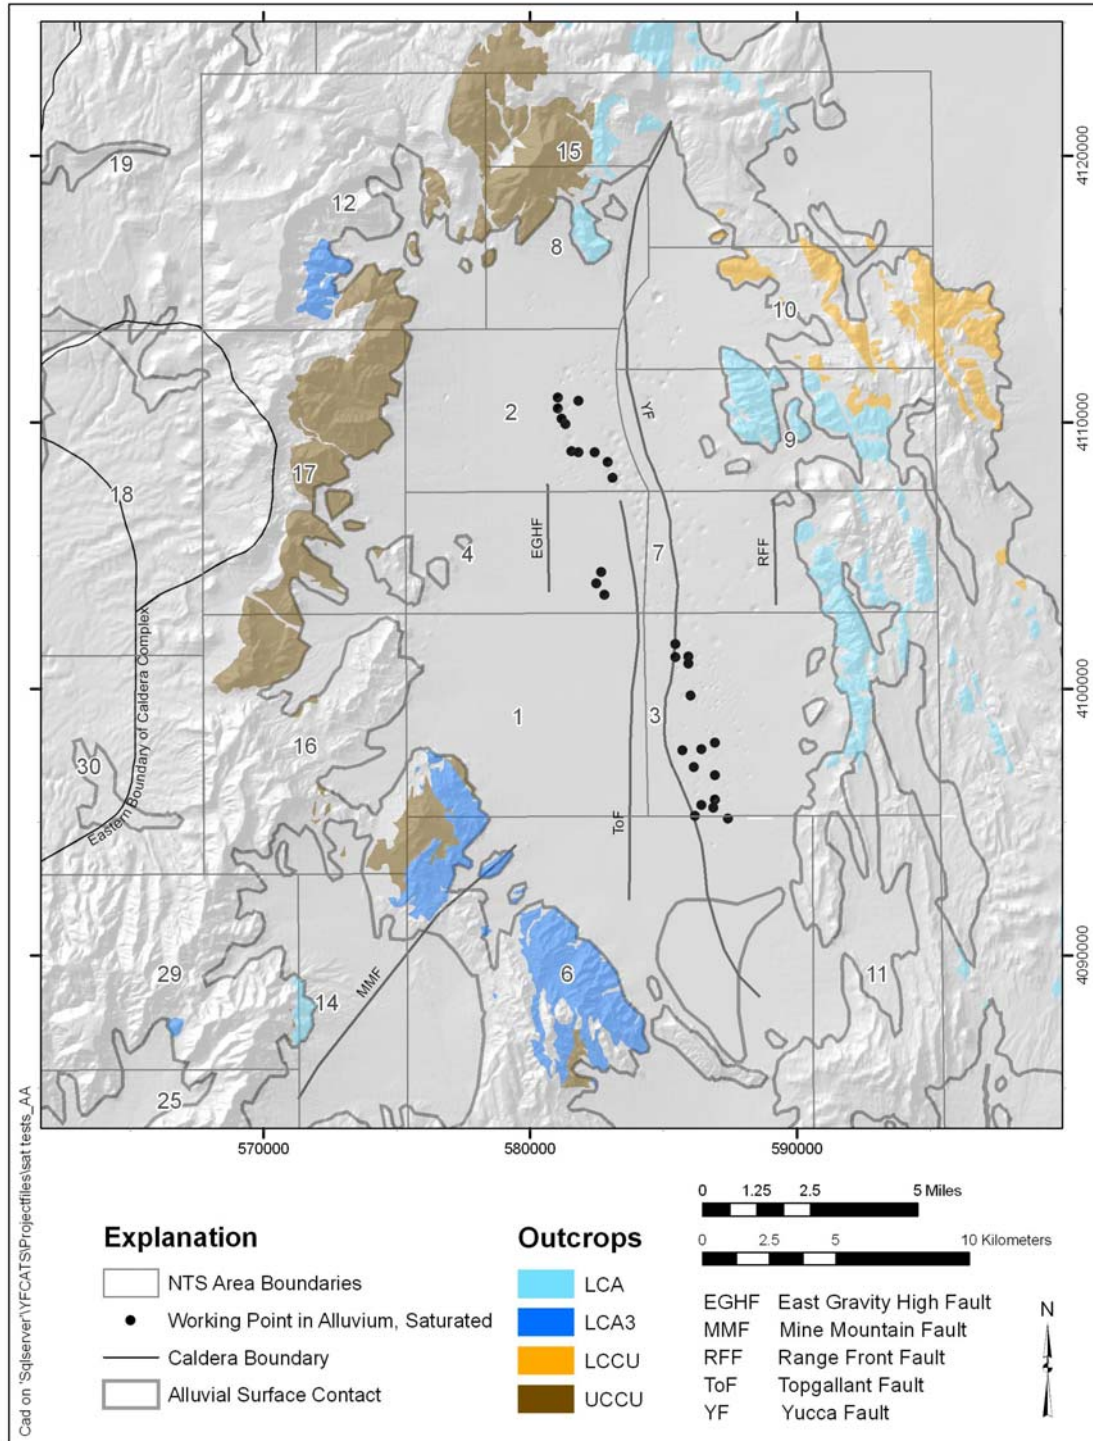 19
12
15
8
4120000
10
2
YF
9
4110000
17
18
EGHF
4
7
RFF
Eastern Boundary of Caldera Complex
16
1
3
4100000
30
ToF
MMF
6
29
14
11
4090000
25
570000
580000
590000
Cad on 'Sqlserver'\YFCATS\Projectfiles\sat tests_AA
0 1.25 2.5 5 Miles
0 2.5 5 10 Kilometers
Explanation
NTS Area Boundaries
Working Point in Alluvium, Saturated
Caldera Boundary
Alluvial Surface Contact
Outcrops
LCA
LCA3
LCCU
UCCU
EGHF East Gravity High Fault
MMF Mine Mountain Fault
RFF Range Front Fault
ToF Topgallant Fault
YF Yucca Fault
N